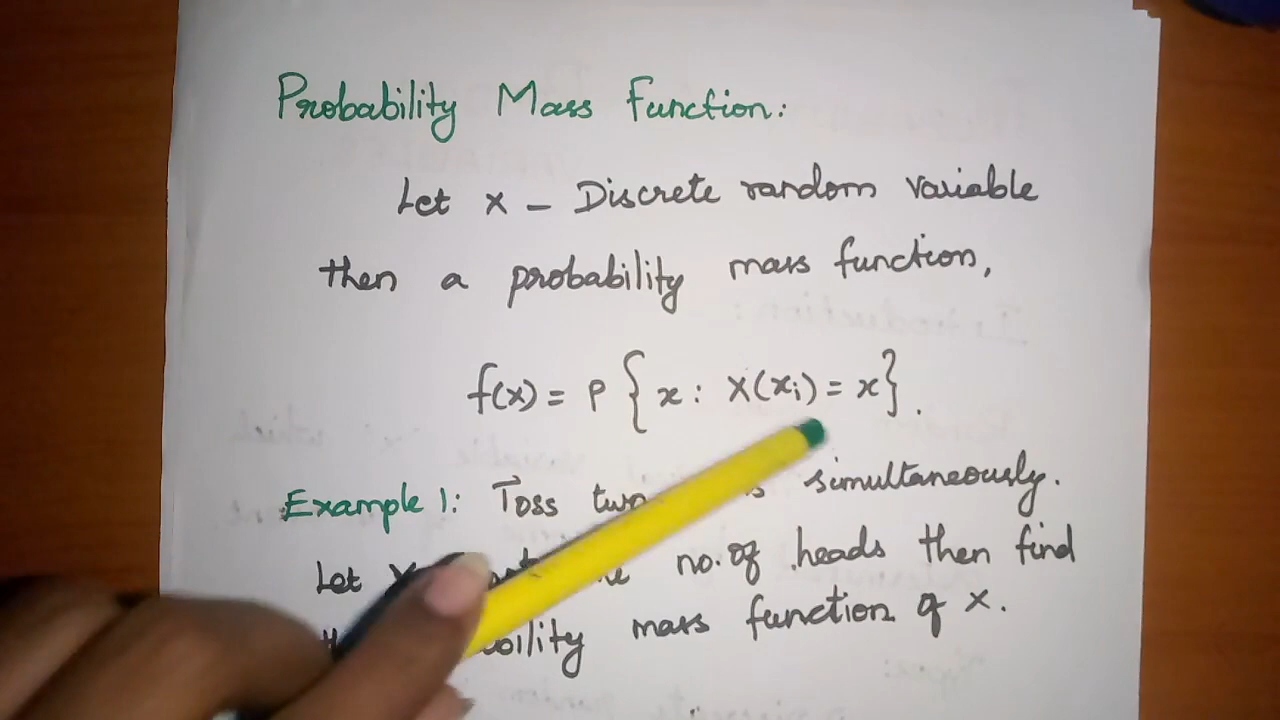 Probability Mass Function:
Let X - Discrete random variable
then a probability mass function,
f(x) = P { x : X(xi) = x }.
Example 1: Toss two simultaneously.
Let X no. of heads then find
mass function of X.